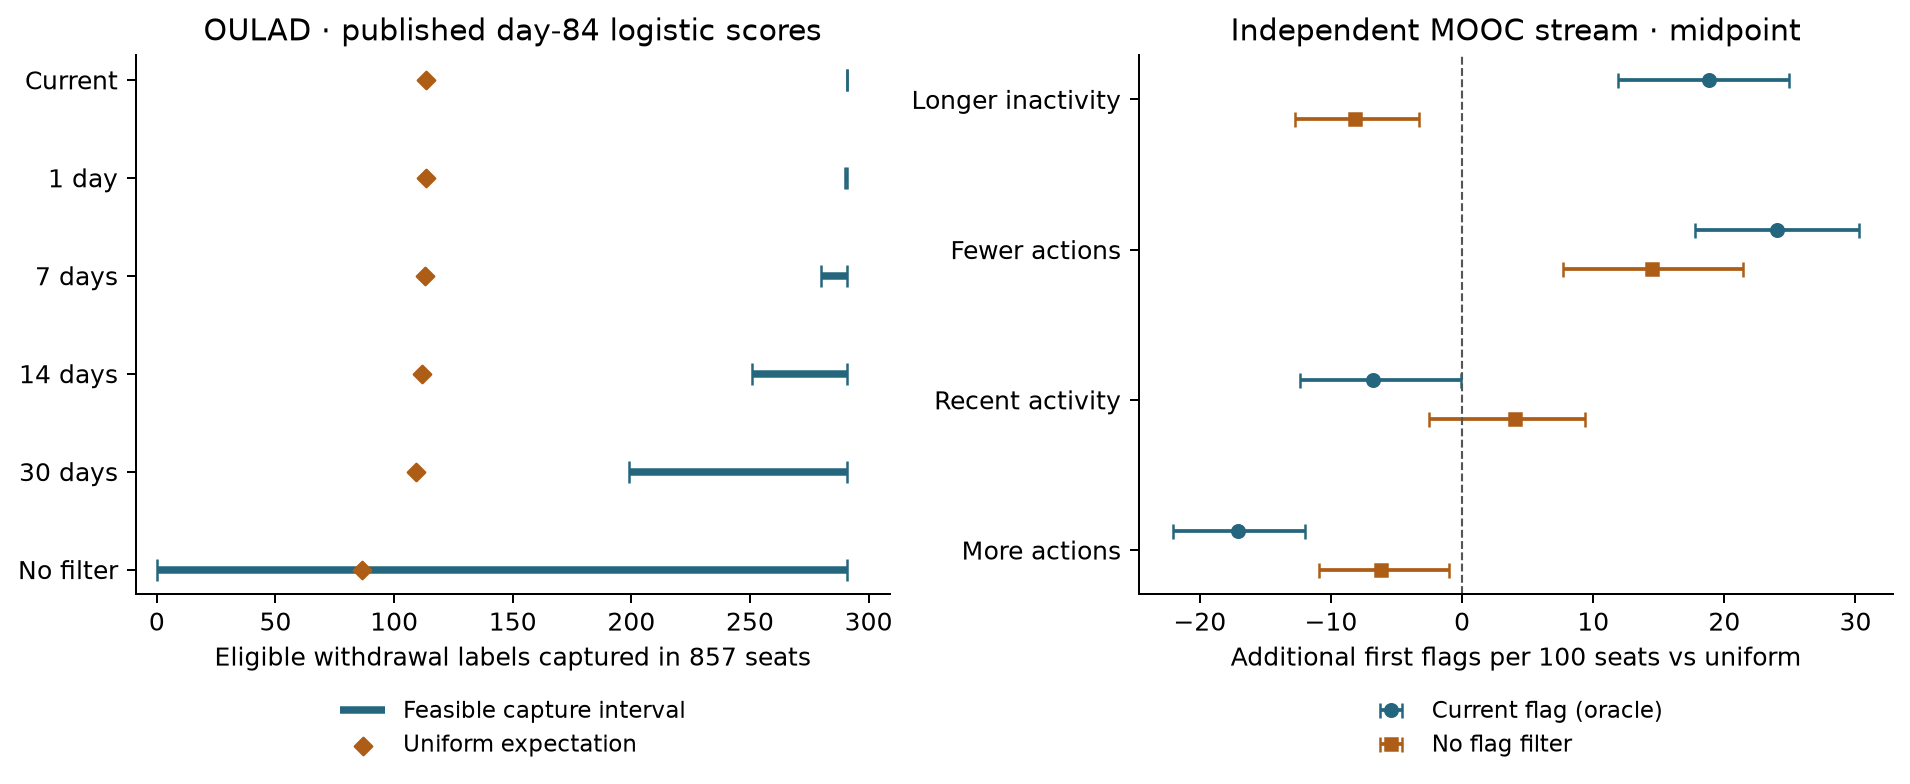 OULAD · published day-84 logistic scores
Current
1 day
7 days
14 days
30 days
No filter
0 50 100 150 200 250 300
Eligible withdrawal labels captured in 857 seats
Feasible capture interval
Uniform expectation
Independent MOOC stream · midpoint
Longer inactivity
Fewer actions
Recent activity
More actions
−20 −10 0 10 20 30
Additional first flags per 100 seats vs uniform
Current flag (oracle)
No flag filter